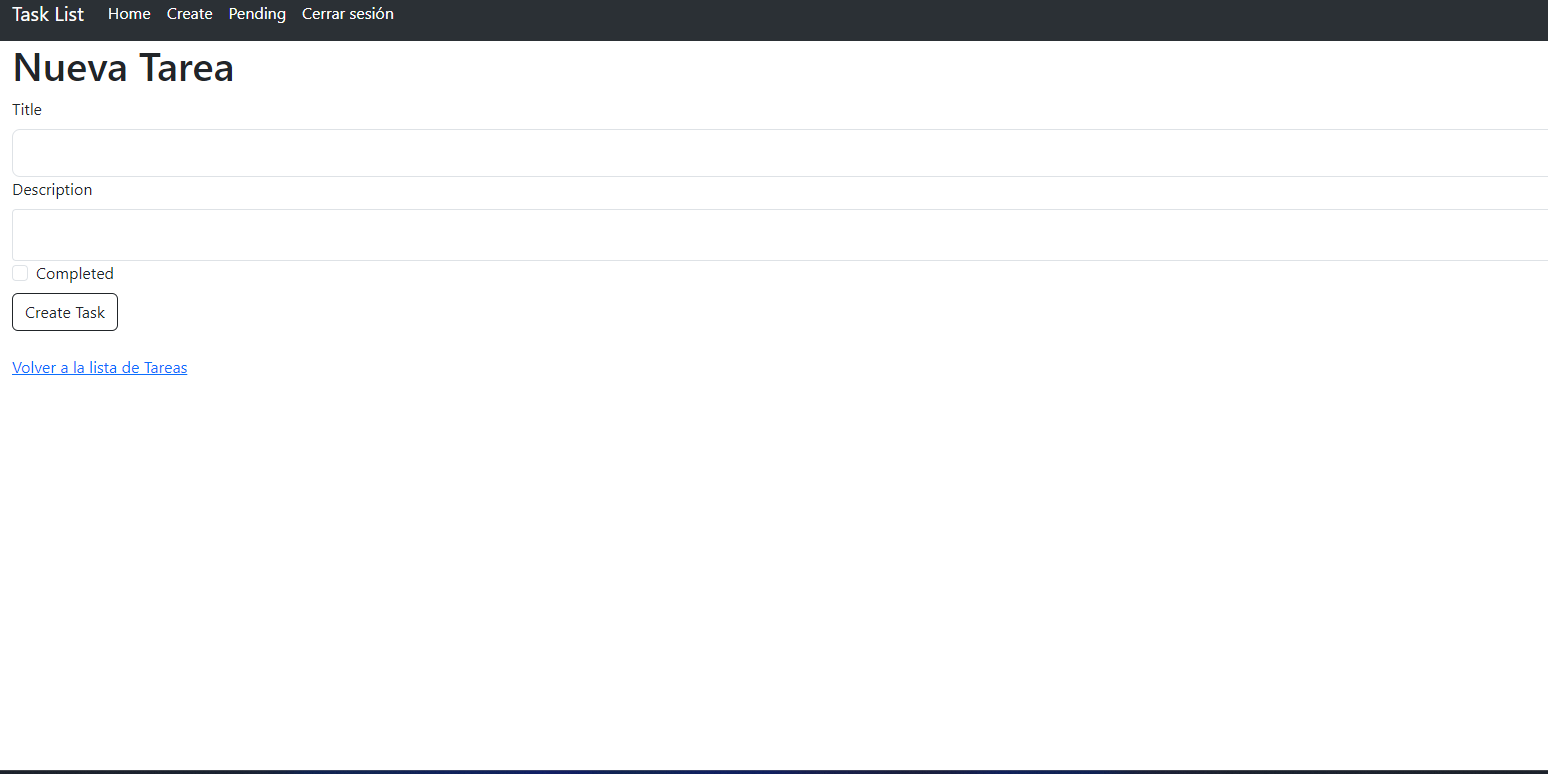 Task List Home Create Pending Cerrar sesión
Nueva Tarea
Title
Description
Completed
Create Task
Volver a la lista de Tareas